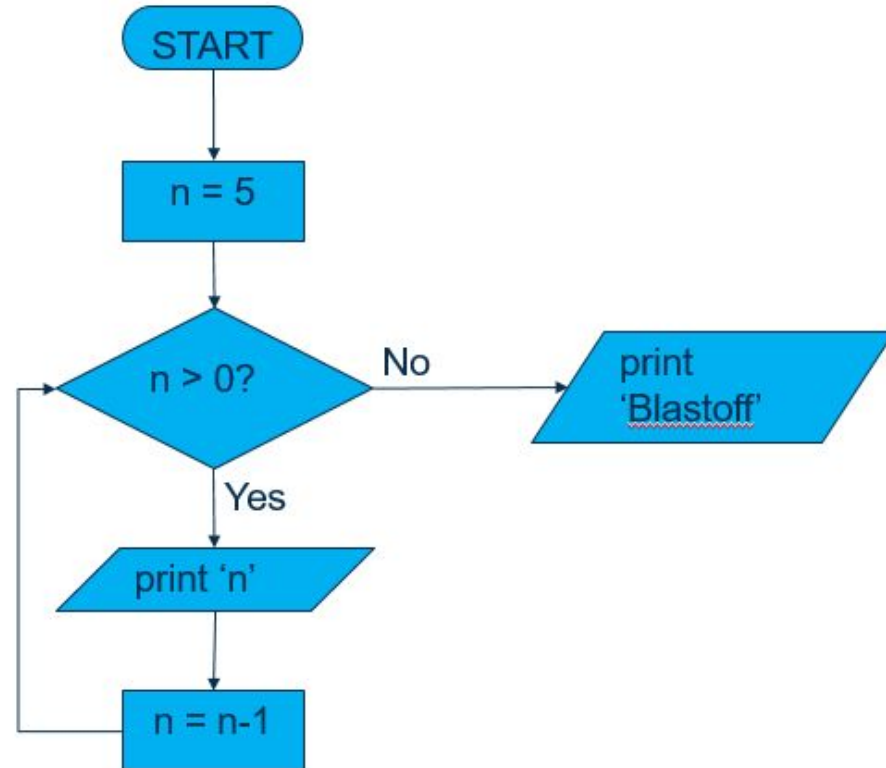 START
n = 5
n > 0?
No
print
‘Blastoff’
Yes
print ‘n’
n = n-1